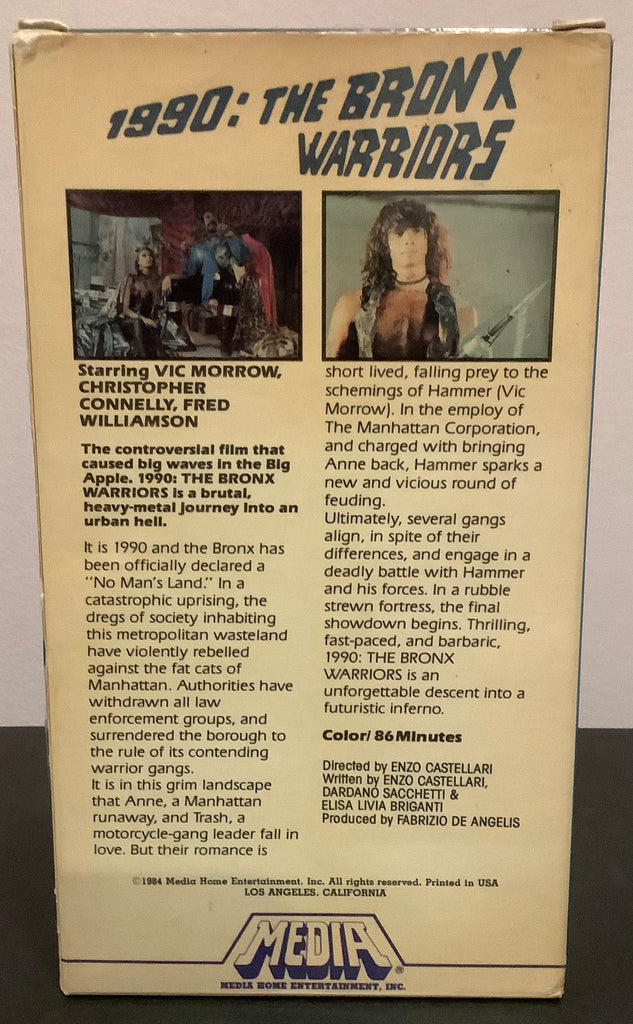 1990: THE BRONX
WARRIORS
Starring VIC MORROW,
CHRISTOPHER
CONNELLY, FRED
WILLIAMSON
The controversial film that
caused big waves in the Big
Apple. 1990: THE BRONX
WARRIORS is a brutal,
heavy-metal journey into an
urban hell.
It is 1990 and the Bronx has
been officially declared a
"No Man's Land." In a
catastrophic uprising, the
dregs of society inhabiting
this metropolitan wasteland
have violently rebelled
against the fat cats of
Manhattan. Authorities have
withdrawn all law
enforcement groups, and
surrendered the borough to
the rule of its contending
warrior gangs.
It is in this grim landscape
that Anne, a Manhattan
runaway, and Trash, a
motorcycle-gang leader fall in
love. But their romance is
short lived, falling prey to the
schemings of Hammer (Vic
Morrow). In the employ of
The Manhattan Corporation,
and charged with bringing
Anne back, Hammer sparks a
new and vicious round of
feuding.
Ultimately, several gangs
align, in spite of their
differences, and engage in a
deadly battle with Hammer
and his forces. In a rubble
strewn fortress, the final
showdown begins. Thrilling,
fast-paced, and barbaric,
1990: THE BRONX
WARRIORS is an
unforgettable descent into a
futuristic inferno.
Color/86 Minutes
Directed by ENZO CASTELLARI
Written by ENZO CASTELLARI,
DARDANO SACCHETTI &
ELISA LIVIA BRIGANTI
Produced by FABRIZIO DE ANGELIS
©1984 Media Home Entertainment, Inc. All rights reserved. Printed in USA
LOS ANGELES, CALIFORNIA
MEDIA®
MEDIA HOME ENTERTAINMENT, INC.